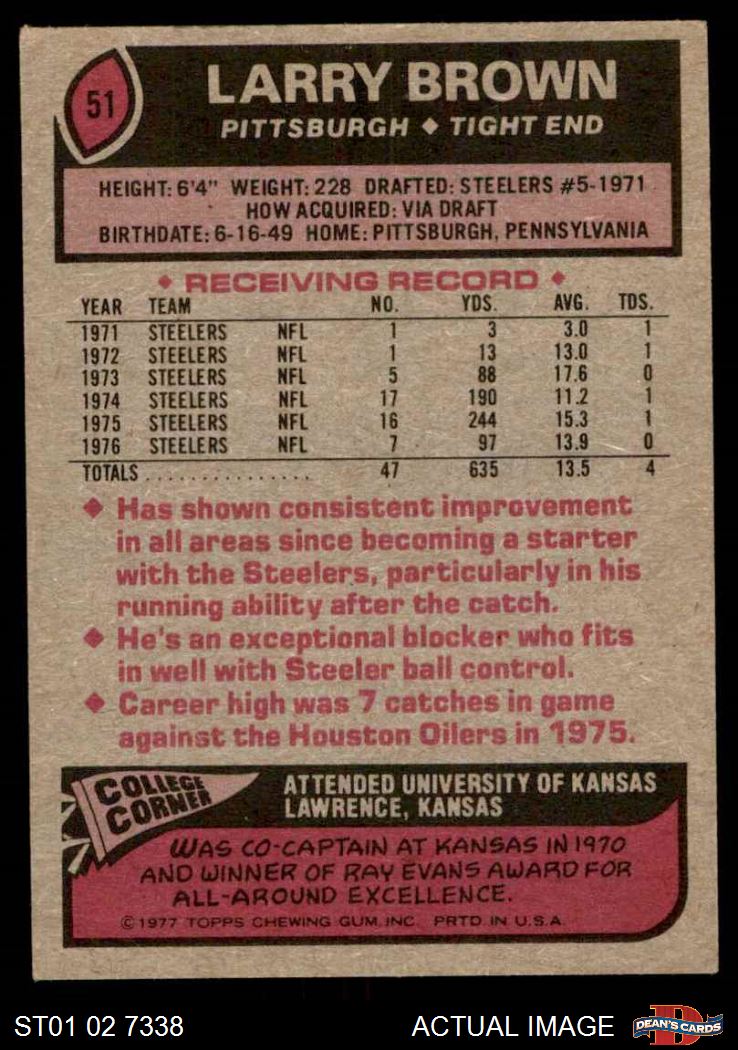 51
LARRY BROWN
PITTSBURGH ◆ TIGHT END
HEIGHT: 6'4" WEIGHT: 228 DRAFTED: STEELERS #5-1971
HOW ACQUIRED: VIA DRAFT
BIRTHDATE: 6-16-49 HOME: PITTSBURGH, PENNSYLVANIA
◆ RECEIVING RECORD ◆
YEAR TEAM NO. YDS. AVG. TDS.
1971 STEELERS NFL 1 3 3.0 1
1972 STEELERS NFL 1 13 13.0 1
1973 STEELERS NFL 5 88 17.6 0
1974 STEELERS NFL 17 190 11.2 1
1975 STEELERS NFL 16 244 15.3 1
1976 STEELERS NFL 7 97 13.9 0
TOTALS ............... 47 635 13.5 4
◆ Has shown consistent improvement
in all areas since becoming a starter
with the Steelers, particularly in his
running ability after the catch.
◆ He's an exceptional blocker who fits
in well with Steeler ball control.
◆ Career high was 7 catches in game
against the Houston Oilers in 1975.
COLLEGE
CORNER
ATTENDED UNIVERSITY OF KANSAS
LAWRENCE, KANSAS
WAS CO-CAPTAIN AT KANSAS IN 1970
AND WINNER OF RAY EVANS AWARD FOR
ALL-AROUND EXCELLENCE.
©1977 TOPPS CHEWING GUM, INC. PRTD. IN U.S.A.
ST01 02 7338 ACTUAL IMAGE
D
DEAN'S CARDS